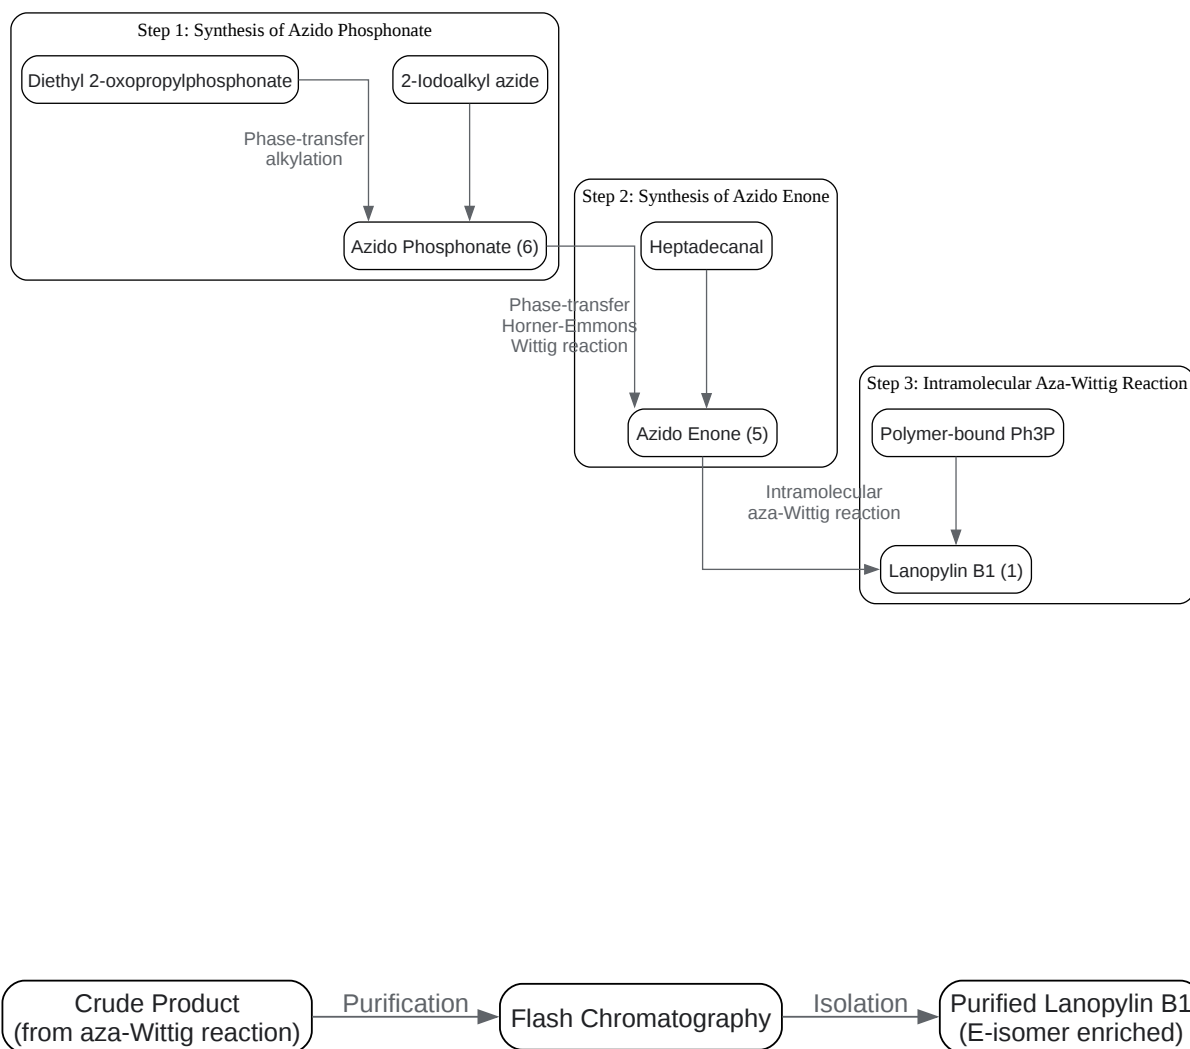 Step 1: Synthesis of Azido Phosphonate
Diethyl 2-oxopropylphosphonate
2-Iodoalkyl azide
Phase-transfer
alkylation
Azido Phosphonate (6)
Step 2: Synthesis of Azido Enone
Heptadecanal
Phase-transfer
Horner-Emmons
Wittig reaction
Azido Enone (5)
Step 3: Intramolecular Aza-Wittig Reaction
Polymer-bound Ph3P
Intramolecular
aza-Wittig reaction
Lanopylin B1 (1)
Crude Product
(from aza-Wittig reaction)
Purification
Flash Chromatography
Isolation
Purified Lanopylin B1
(E-isomer enriched)